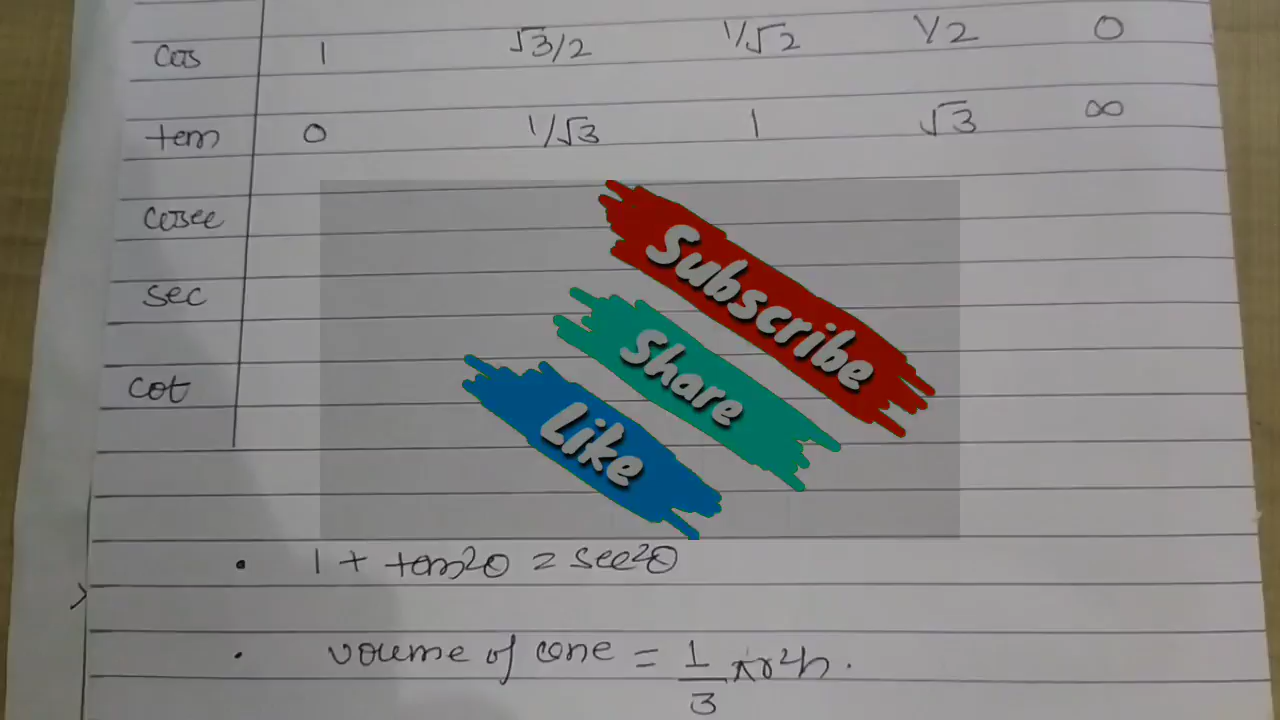 cos 1 √3/2 1/√2 1/2 0
tan 0 1/√3 1 √3 ∞
cosec
sec
cot
Subscribe
Share
Like
• 1 + tan2θ = sec2θ
• voume of cone = 1/3 πr2h.